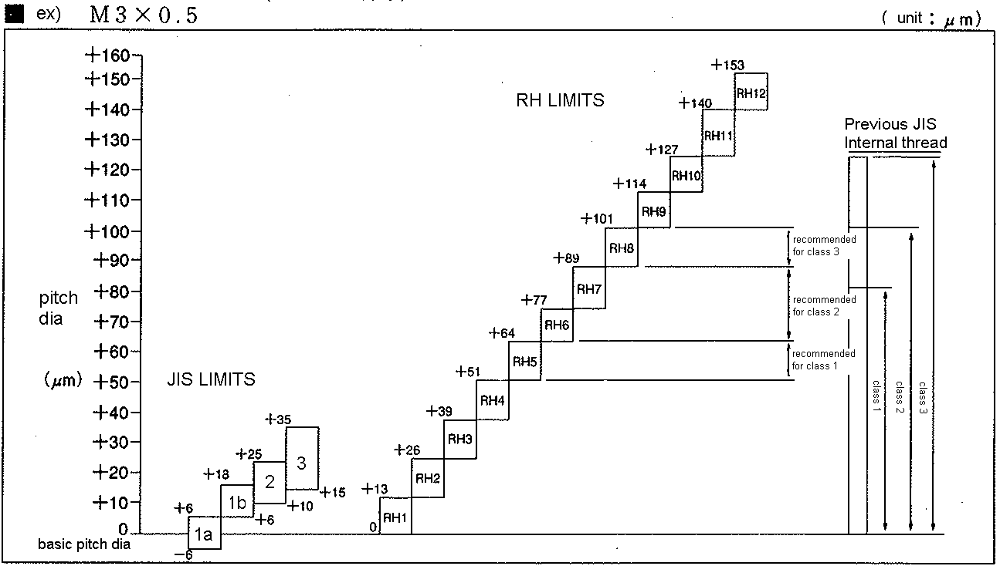 ex) M3×0.5
( unit : μm)
+160
+150
+140
+130
+120
+110
+100
+90
+80
+70
+60
+50
+40
+30
+20
+10
0
pitch
dia
(μm)
basic pitch dia
JIS LIMITS
+6
1a
−6
+18
1b
+6
+25
2
+10
+35
3
+15
RH LIMITS
0
+13
RH1
+26
RH2
+39
RH3
+51
RH4
+64
RH5
+77
RH6
+89
RH7
+101
RH8
+114
RH9
+127
RH10
+140
RH11
+153
RH12
recommended
for class 3
recommended
for class 2
recommended
for class 1
Previous JIS
Internal thread
class 1
class 2
class 3